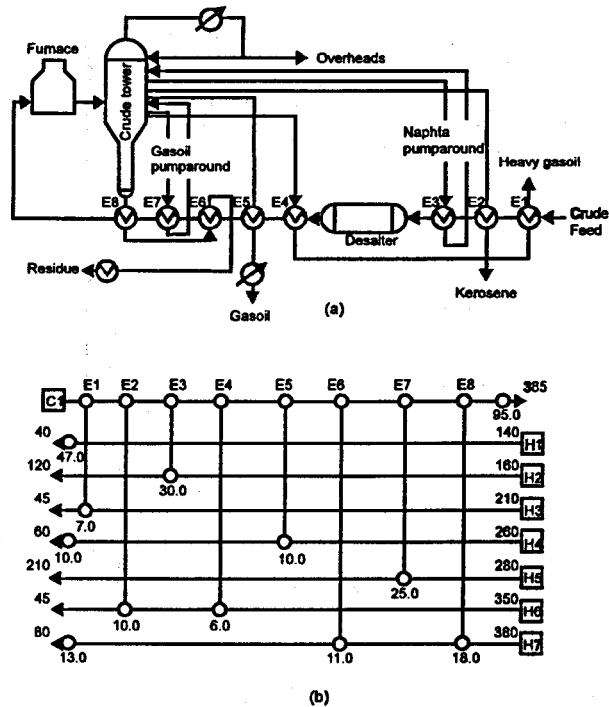 Fumace
Crude tower
Overheads
Gasoil
pumparound
Naphta
pumparound
Heavy gasoil
E8 E7 E6 E5 E4 E3 E2 E1
Crude
Feed
Desalter
Residue
Gasoil
Kerosene
(a)
C1 E1 E2 E3 E4 E5 E6 E7 E8 385
95.0
40 140 H1
47.0
120 160 H2
30.0
45 210 H3
7.0
60 260 H4
10.0 10.0
210 280 H5
25.0
45 350 H6
10.0 6.0
80 380 H7
13.0 11.0 18.0
(b)